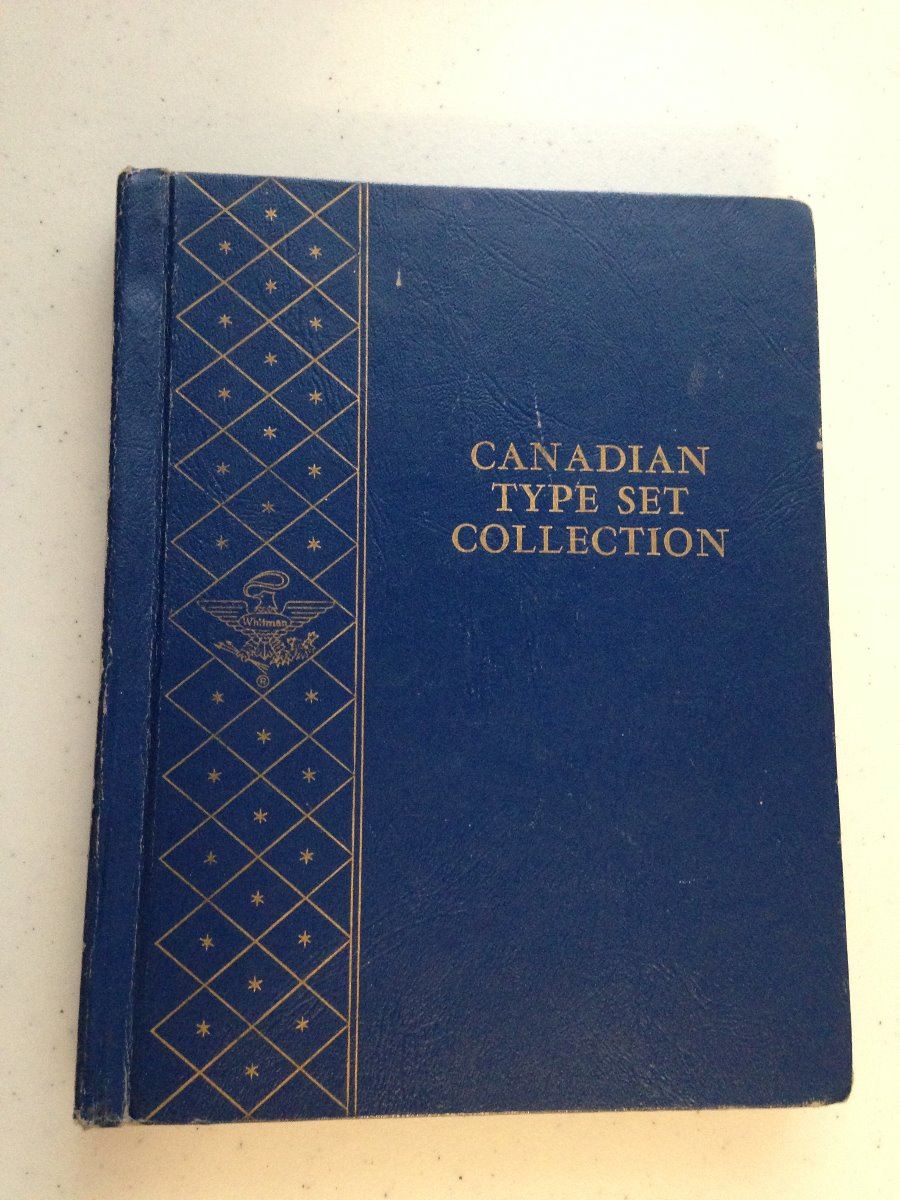 CANADIAN
TYPE SET
COLLECTION
Whitman
®